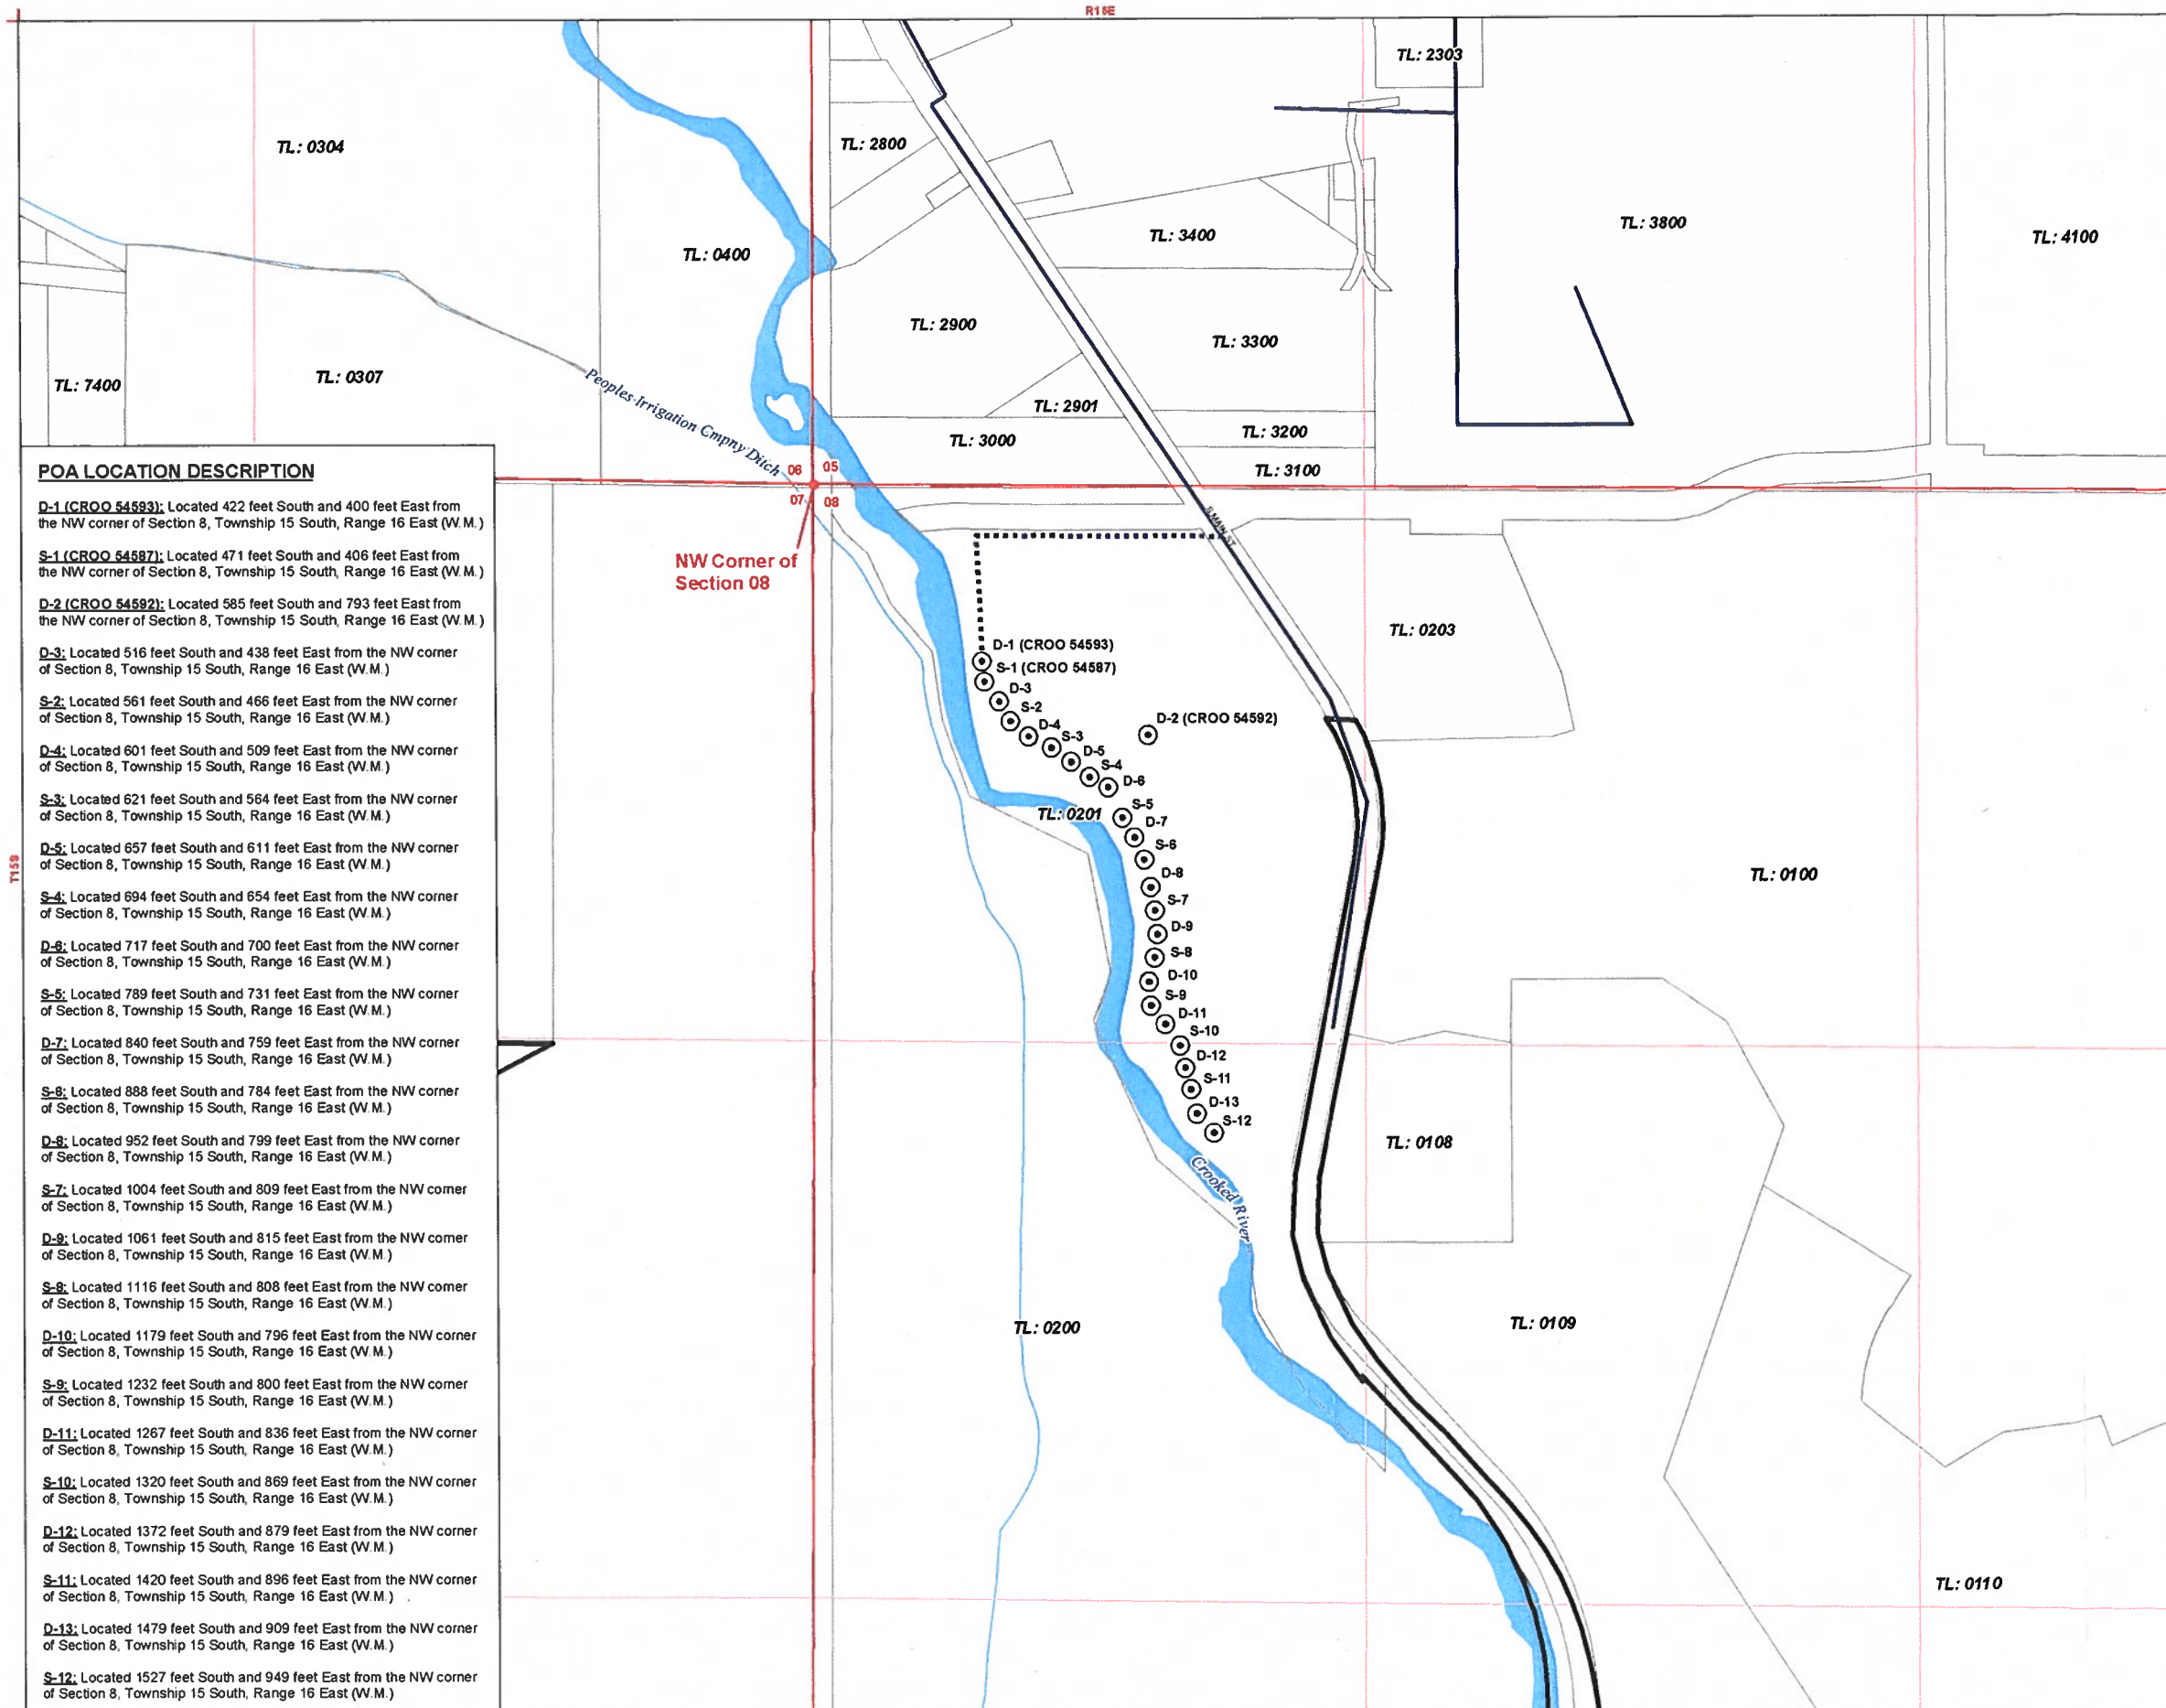 R16E
TL: 2303
TL: 0304
TL: 2800
TL: 3400
TL: 3800
TL: 4100
TL: 0400
TL: 2900
TL: 3300
TL: 7400
TL: 0307
Peoples Irrigation Cmpny Ditch
TL: 2901
TL: 3000
TL: 3200
TL: 3100
06 05
07 08
NW Corner of
Section 08
S MAIN ST
TL: 0203
D-1 (CROO 54593)
S-1 (CROO 54587)
D-3
S-2
D-2 (CROO 54592)
D-4
S-3
D-5
S-4
D-6
S-5
TL: 0201
D-7
S-6
D-8
S-7
D-9
S-8
D-10
S-9
D-11
S-10
D-12
S-11
D-13
S-12
TL: 0100
T15S
TL: 0108
Crooked River
TL: 0200
TL: 0109
TL: 0110
POA LOCATION DESCRIPTION
D-1 (CROO 54593): Located 422 feet South and 400 feet East from
the NW corner of Section 8, Township 15 South, Range 16 East (W.M.)
S-1 (CROO 54587): Located 471 feet South and 406 feet East from
the NW corner of Section 8, Township 15 South, Range 16 East (W.M.)
D-2 (CROO 54592): Located 585 feet South and 793 feet East from
the NW corner of Section 8, Township 15 South, Range 16 East (W.M.)
D-3: Located 516 feet South and 438 feet East from the NW corner
of Section 8, Township 15 South, Range 16 East (W.M.)
S-2: Located 561 feet South and 466 feet East from the NW corner
of Section 8, Township 15 South, Range 16 East (W.M.)
D-4: Located 601 feet South and 509 feet East from the NW corner
of Section 8, Township 15 South, Range 16 East (W.M.)
S-3: Located 621 feet South and 564 feet East from the NW corner
of Section 8, Township 15 South, Range 16 East (W.M.)
D-5: Located 657 feet South and 611 feet East from the NW corner
of Section 8, Township 15 South, Range 16 East (W.M.)
S-4: Located 694 feet South and 654 feet East from the NW corner
of Section 8, Township 15 South, Range 16 East (W.M.)
D-6: Located 717 feet South and 700 feet East from the NW corner
of Section 8, Township 15 South, Range 16 East (W.M.)
S-5: Located 789 feet South and 731 feet East from the NW corner
of Section 8, Township 15 South, Range 16 East (W.M.)
D-7: Located 840 feet South and 759 feet East from the NW corner
of Section 8, Township 15 South, Range 16 East (W.M.)
S-6: Located 888 feet South and 784 feet East from the NW corner
of Section 8, Township 15 South, Range 16 East (W.M.)
D-8: Located 952 feet South and 799 feet East from the NW corner
of Section 8, Township 15 South, Range 16 East (W.M.)
S-7: Located 1004 feet South and 809 feet East from the NW corner
of Section 8, Township 15 South, Range 16 East (W.M.)
D-9: Located 1061 feet South and 815 feet East from the NW corner
of Section 8, Township 15 South, Range 16 East (W.M.)
S-8: Located 1116 feet South and 808 feet East from the NW corner
of Section 8, Township 15 South, Range 16 East (W.M.)
D-10: Located 1179 feet South and 796 feet East from the NW corner
of Section 8, Township 15 South, Range 16 East (W.M.)
S-9: Located 1232 feet South and 800 feet East from the NW corner
of Section 8, Township 15 South, Range 16 East (W.M.)
D-11: Located 1267 feet South and 836 feet East from the NW corner
of Section 8, Township 15 South, Range 16 East (W.M.)
S-10: Located 1320 feet South and 869 feet East from the NW corner
of Section 8, Township 15 South, Range 16 East (W.M.)
D-12: Located 1372 feet South and 879 feet East from the NW corner
of Section 8, Township 15 South, Range 16 East (W.M.)
S-11: Located 1420 feet South and 896 feet East from the NW corner
of Section 8, Township 15 South, Range 16 East (W.M.)
D-13: Located 1479 feet South and 909 feet East from the NW corner
of Section 8, Township 15 South, Range 16 East (W.M.)
S-12: Located 1527 feet South and 949 feet East from the NW corner
of Section 8, Township 15 South, Range 16 East (W.M.)